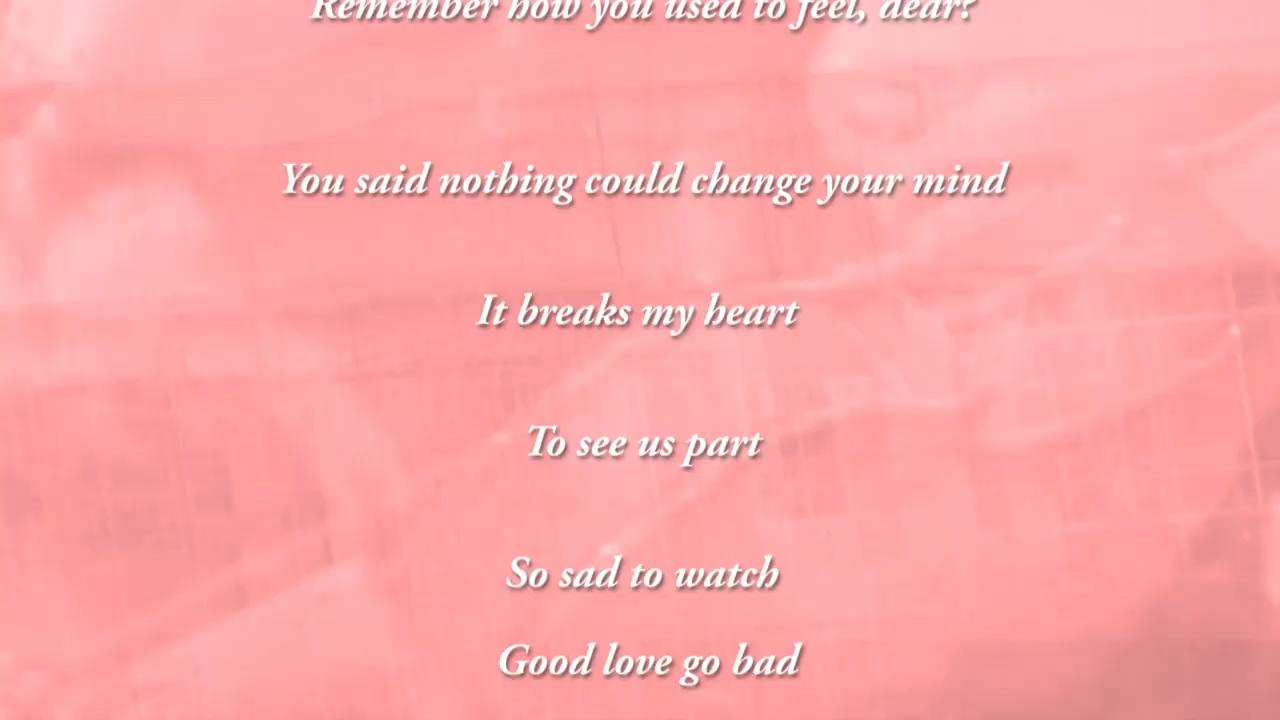 Remember how you used to feel, dear?
You said nothing could change your mind
It breaks my heart
To see us part
So sad to watch
Good love go bad